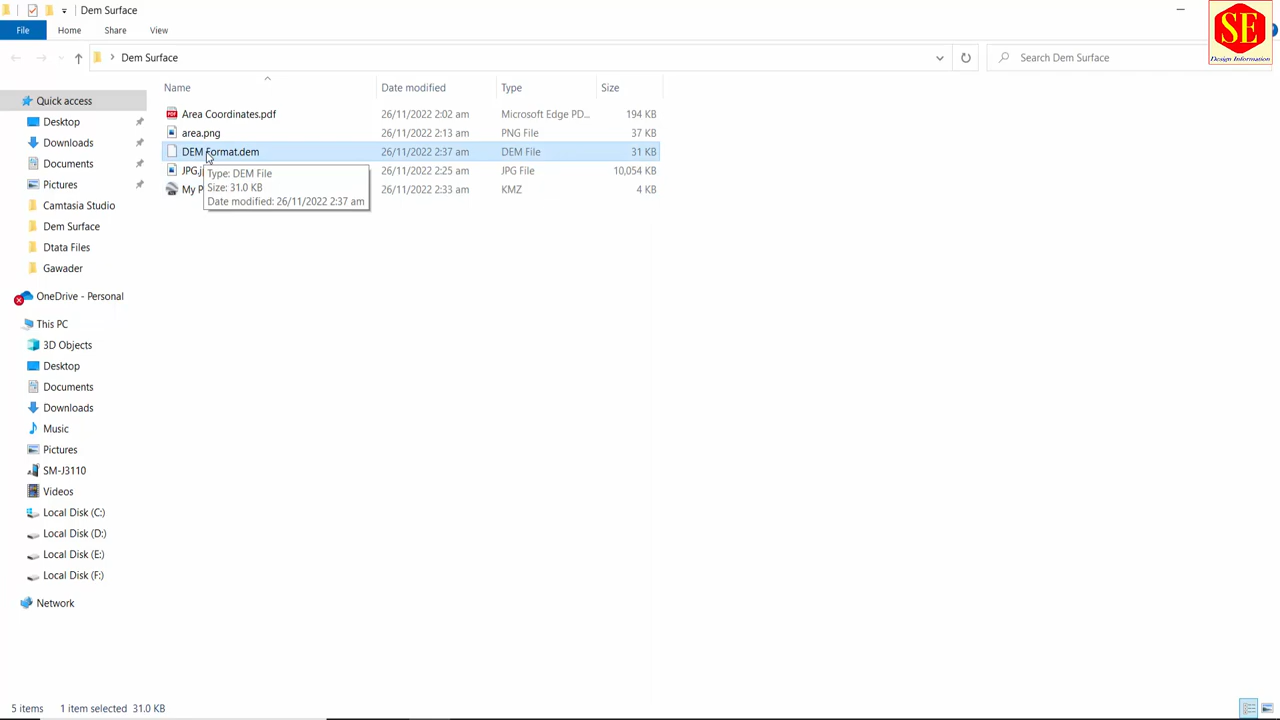 Dem Surface
File Home Share View
Dem Surface
Search Dem Surface
SE
Design Information
Name Date modified Type Size
Quick access
Desktop
Downloads
Documents
Pictures
Camtasia Studio
Dem Surface
Dtata Files
Gawader
OneDrive - Personal
This PC
3D Objects
Desktop
Documents
Downloads
Music
Pictures
SM-J3110
Videos
Local Disk (C:)
Local Disk (D:)
Local Disk (E:)
Local Disk (F:)
Network
Area Coordinates.pdf 26/11/2022 2:02 am Microsoft Edge PD... 194 KB
area.png 26/11/2022 2:13 am PNG File 37 KB
DEM Format.dem 26/11/2022 2:37 am DEM File 31 KB
JPG.j 26/11/2022 2:25 am JPG File 10,054 KB
My P 26/11/2022 2:33 am KMZ 4 KB
Type: DEM File
Size: 31.0 KB
Date modified: 26/11/2022 2:37 am
5 items 1 item selected 31.0 KB